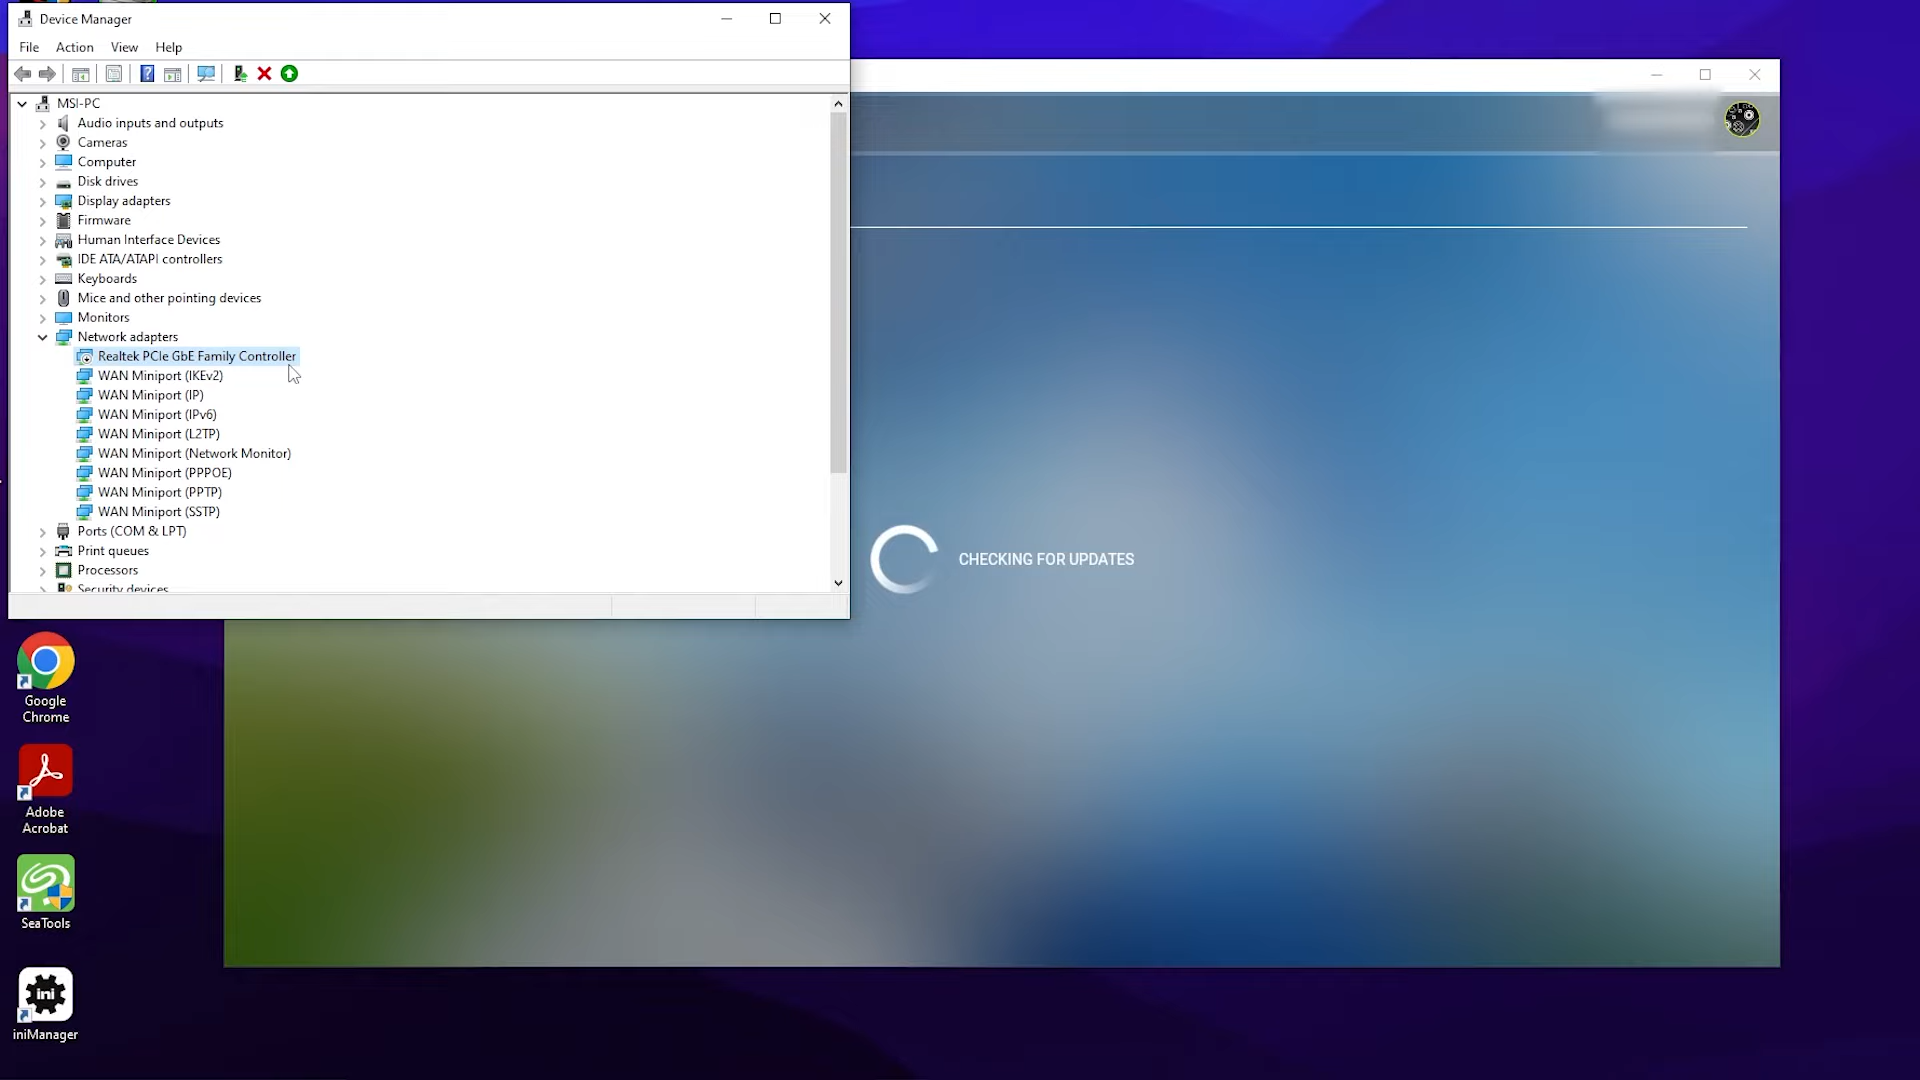 Device Manager
File Action View Help
MSI-PC
Audio inputs and outputs
Cameras
Computer
Disk drives
Display adapters
Firmware
Human Interface Devices
IDE ATA/ATAPI controllers
Keyboards
Mice and other pointing devices
Monitors
Network adapters
Realtek PCIe GbE Family Controller
WAN Miniport (IKEv2)
WAN Miniport (IP)
WAN Miniport (IPv6)
WAN Miniport (L2TP)
WAN Miniport (Network Monitor)
WAN Miniport (PPPOE)
WAN Miniport (PPTP)
WAN Miniport (SSTP)
Ports (COM & LPT)
Print queues
Processors
Security devices
CHECKING FOR UPDATES
Google
Chrome
Adobe
Acrobat
SeaTools
ini
iniManager